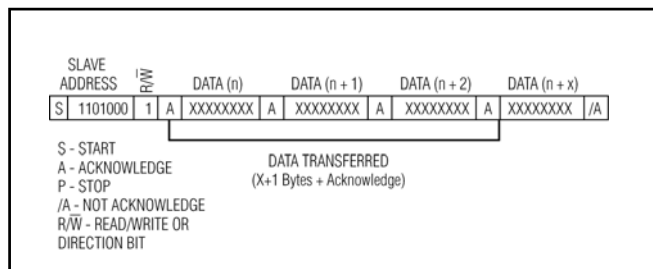 SLAVE
ADDRESS R/W DATA (n) DATA (n + 1) DATA (n + 2) DATA (n + x)
S 1101000 1 A XXXXXXXX A XXXXXXXX A XXXXXXXX A XXXXXXXX /A
S - START
A - ACKNOWLEDGE
P - STOP
/A - NOT ACKNOWLEDGE
R/W - READ/WRITE OR
DIRECTION BIT
DATA TRANSFERRED
(X+1 Bytes + Acknowledge)